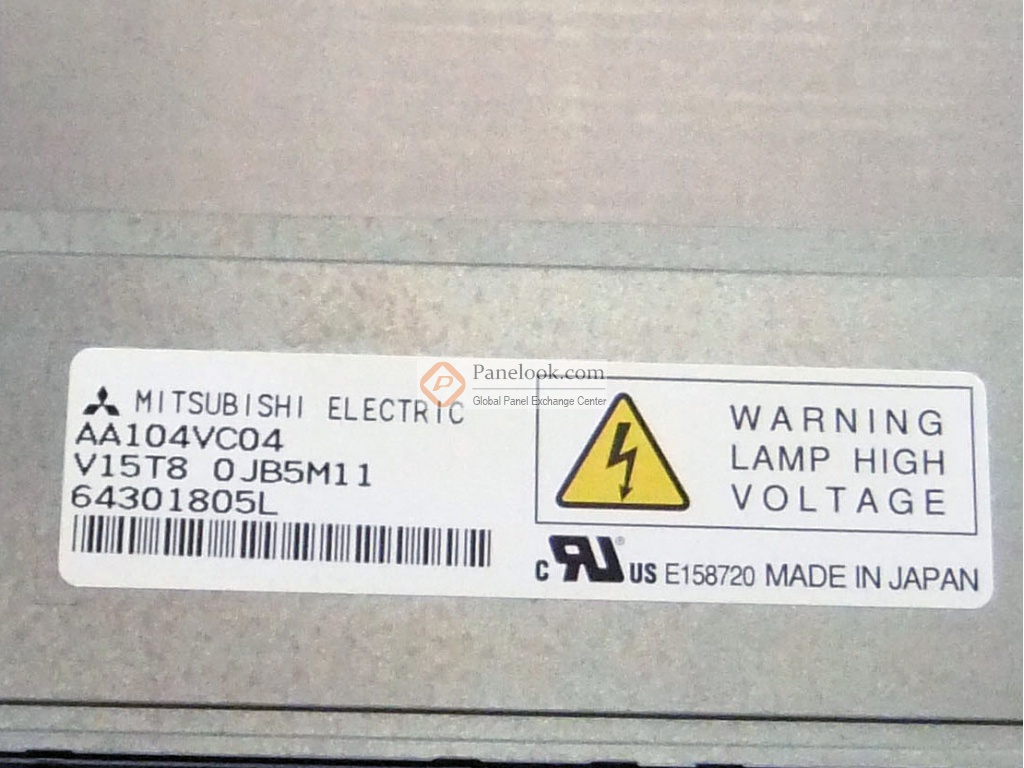 MITSUBISHI ELECTRIC
AA104VC04
V15T8 0JB5M11
64301805L
Panelook.com
Global Panel Exchange Center
WARNING
LAMP HIGH
VOLTAGE
C RU® US E158720 MADE IN JAPAN